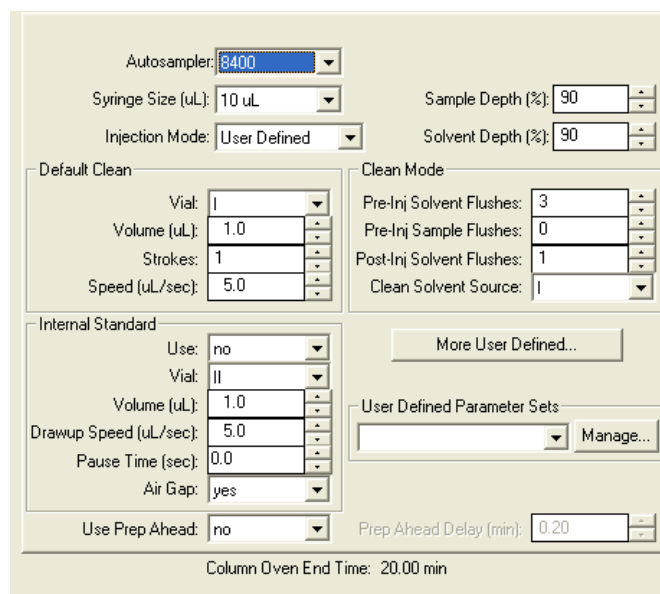 Autosampler: 8400
Syringe Size (uL): 10 uL
Sample Depth (%): 90
Injection Mode: User Defined
Solvent Depth (%): 90
Default Clean
Vial: I
Volume (uL): 1.0
Strokes: 1
Speed (uL/sec): 5.0
Clean Mode
Pre-Inj Solvent Flushes: 3
Pre-Inj Sample Flushes: 0
Post-Inj Solvent Flushes: 1
Clean Solvent Source: I
Internal Standard
Use: no
Vial: II
Volume (uL): 1.0
Drawup Speed (uL/sec): 5.0
Pause Time (sec): 0.0
Air Gap: yes
More User Defined...
User Defined Parameter Sets
Manage...
Use Prep Ahead: no
Prep Ahead Delay (min): 0.20
Column Oven End Time: 20.00 min